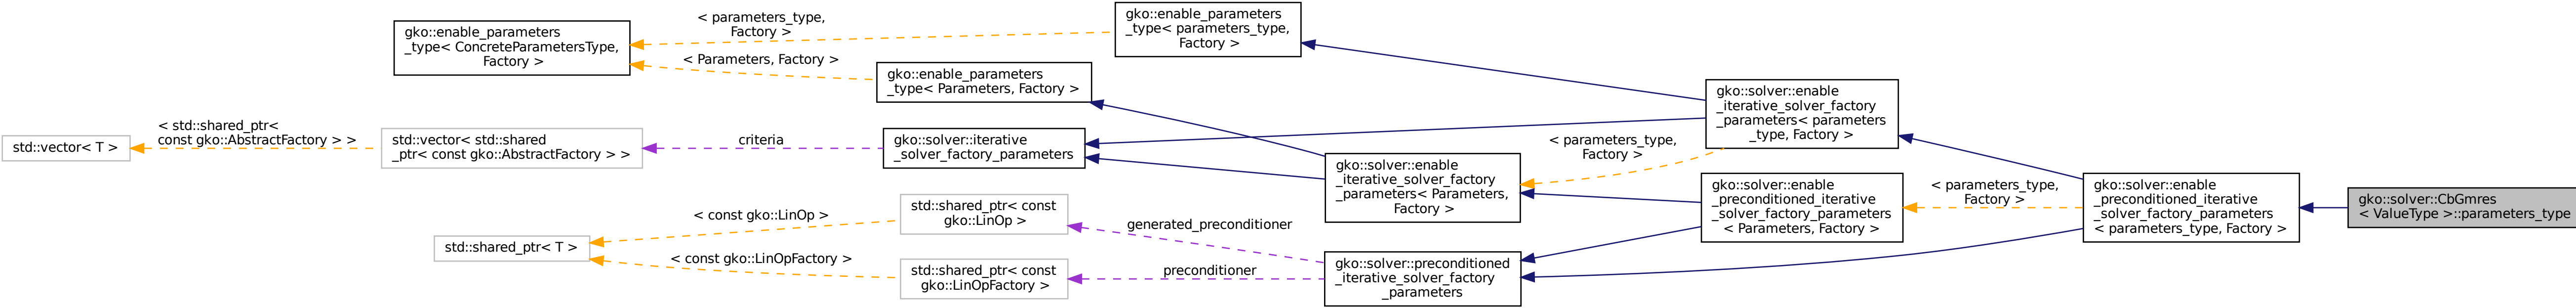 std::vector< T >
< std::shared_ptr<
const gko::AbstractFactory > >
gko::enable_parameters
_type< ConcreteParametersType,
Factory >
< parameters_type,
Factory >
< Parameters, Factory >
std::vector< std::shared
_ptr< const gko::AbstractFactory > >
criteria
std::shared_ptr< T >
< const gko::LinOp >
< const gko::LinOpFactory >
gko::enable_parameters
_type< parameters_type,
Factory >
gko::enable_parameters
_type< Parameters, Factory >
gko::solver::iterative
_solver_factory_parameters
std::shared_ptr< const
gko::LinOp >
std::shared_ptr< const
gko::LinOpFactory >
generated_preconditioner
preconditioner
gko::solver::enable
_iterative_solver_factory
_parameters< Parameters,
Factory >
gko::solver::preconditioned
_iterative_solver_factory
_parameters
< parameters_type,
Factory >
gko::solver::enable
_iterative_solver_factory
_parameters< parameters
_type, Factory >
gko::solver::enable
_preconditioned_iterative
_solver_factory_parameters
< Parameters, Factory >
< parameters_type,
Factory >
gko::solver::enable
_preconditioned_iterative
_solver_factory_parameters
< parameters_type, Factory >
gko::solver::CbGmres
< ValueType >::parameters_type